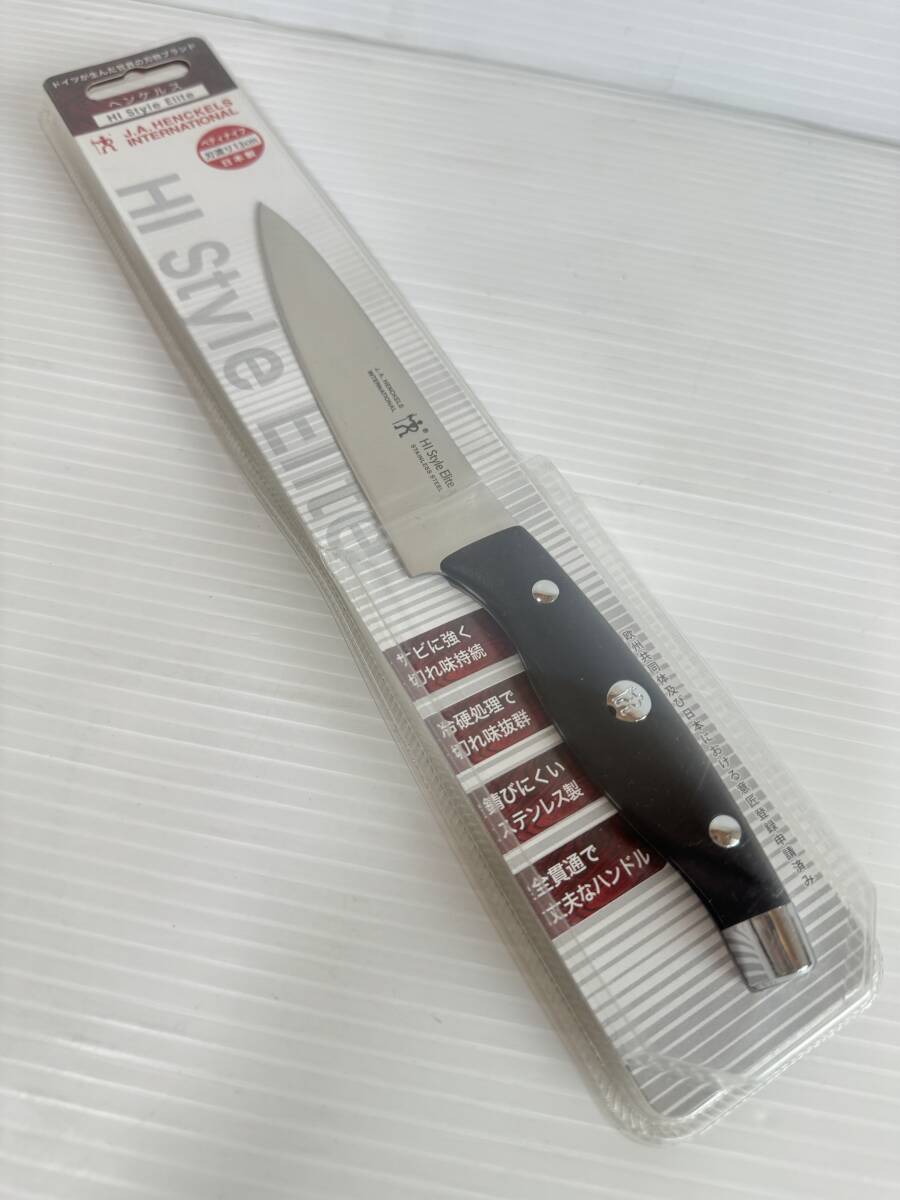 ドイツが生んだ世界の刃物ブランド
ヘンケルス
HI Style Elite
J.A.HENCKELS
INTERNATIONAL
ペティナイフ
刃渡り13cm
日本製
HI Style Elite
J.A. HENCKELS
INTERNATIONAL
HI Style Elite
STAINLESS STEEL
サビに強く
切れ味持続
冷硬処理で
切れ味抜群
錆びにくい
ステンレス製
全貫通で
丈夫なハンドル
欧州共同体及び日本における意匠登録申請済み